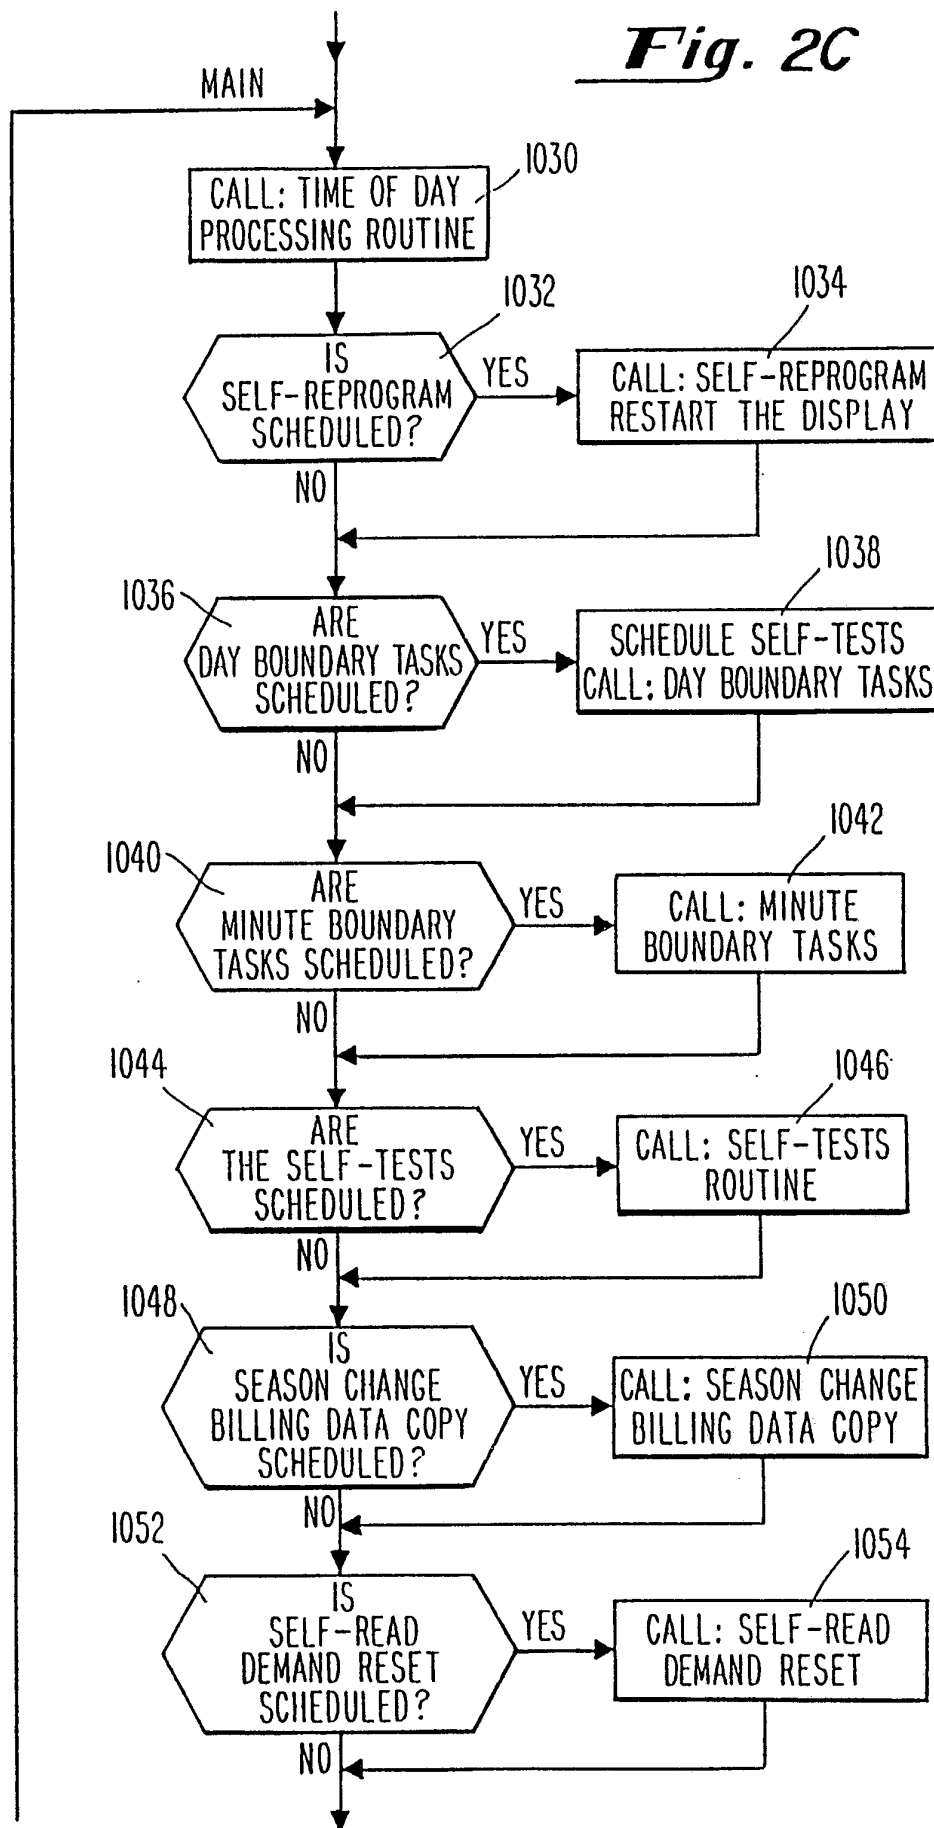 Fig. 2C
MAIN
1030
CALL: TIME OF DAY
PROCESSING ROUTINE
1032
IS
SELF-REPROGRAM
SCHEDULED?
YES
1034
CALL: SELF-REPROGRAM
RESTART THE DISPLAY
NO
1036
ARE
DAY BOUNDARY TASKS
SCHEDULED?
YES
1038
SCHEDULE SELF-TESTS
CALL: DAY BOUNDARY TASKS
NO
1040
ARE
MINUTE BOUNDARY
TASKS SCHEDULED?
YES
1042
CALL: MINUTE
BOUNDARY TASKS
NO
1044
ARE
THE SELF-TESTS
SCHEDULED?
YES
1046
CALL: SELF-TESTS
ROUTINE
NO
1048
IS
SEASON CHANGE
BILLING DATA COPY
SCHEDULED?
YES
1050
CALL: SEASON CHANGE
BILLING DATA COPY
NO
1052
IS
SELF-READ
DEMAND RESET
SCHEDULED?
YES
1054
CALL: SELF-READ
DEMAND RESET
NO